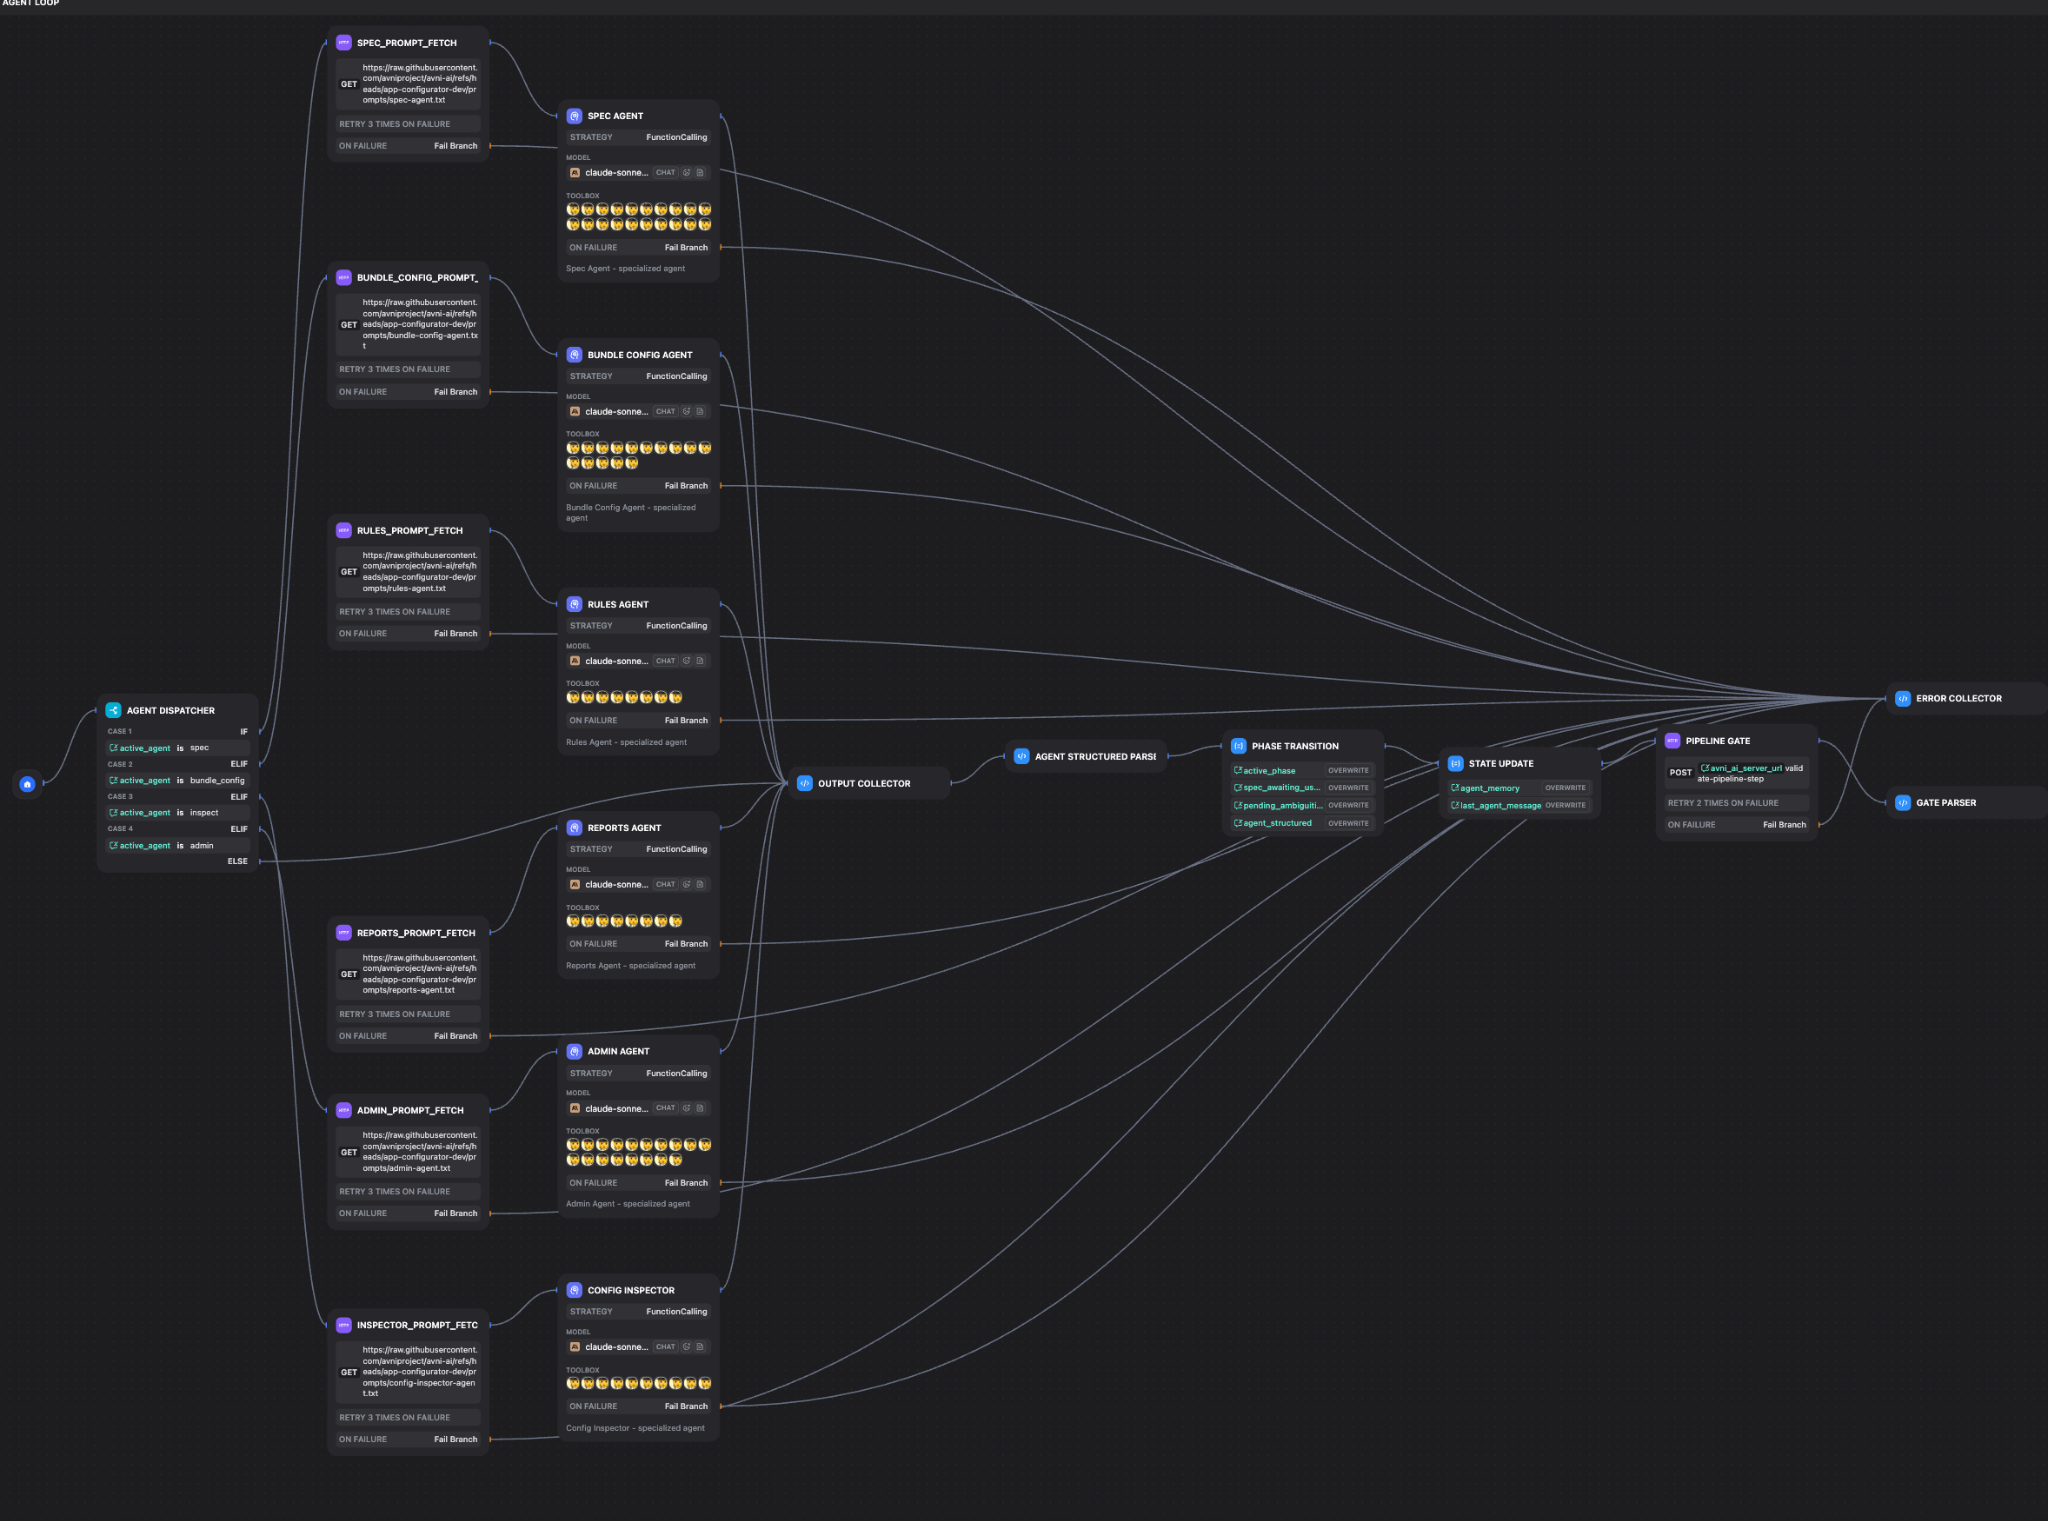 AGENT LOOP
SPEC_PROMPT_FETCH
GET
https://raw.githubusercontent.
com/avniproject/avni-ai/refs/h
eads/app-configurator-dev/pr
ompts/spec-agent.txt
RETRY 3 TIMES ON FAILURE
ON FAILURE Fail Branch
SPEC AGENT
STRATEGY FunctionCalling
MODEL
claude-sonne... CHAT
TOOLBOX
ON FAILURE Fail Branch
Spec Agent - specialized agent
BUNDLE_CONFIG_PROMPT_
GET
https://raw.githubusercontent.
com/avniproject/avni-ai/refs/h
eads/app-configurator-dev/pr
ompts/bundle-config-agent.tx
t
RETRY 3 TIMES ON FAILURE
ON FAILURE Fail Branch
BUNDLE CONFIG AGENT
STRATEGY FunctionCalling
MODEL
claude-sonne... CHAT
TOOLBOX
ON FAILURE Fail Branch
Bundle Config Agent - specialized
agent
RULES_PROMPT_FETCH
GET
https://raw.githubusercontent.
com/avniproject/avni-ai/refs/h
eads/app-configurator-dev/pr
ompts/rules-agent.txt
RETRY 3 TIMES ON FAILURE
ON FAILURE Fail Branch
RULES AGENT
STRATEGY FunctionCalling
MODEL
claude-sonne... CHAT
TOOLBOX
ON FAILURE Fail Branch
Rules Agent - specialized agent
AGENT DISPATCHER
CASE 1 IF
active_agent is spec
CASE 2 ELIF
active_agent is bundle_config
CASE 3 ELIF
active_agent is inspect
CASE 4 ELIF
active_agent is admin
ELSE
OUTPUT COLLECTOR
AGENT STRUCTURED PARSE
PHASE TRANSITION
active_phase OVERWRITE
spec_awaiting_us... OVERWRITE
pending_ambiguiti... OVERWRITE
agent_structured OVERWRITE
STATE UPDATE
agent_memory OVERWRITE
last_agent_message OVERWRITE
PIPELINE GATE
POST avni_ai_server_url valid
ate-pipeline-step
RETRY 2 TIMES ON FAILURE
ON FAILURE Fail Branch
ERROR COLLECTOR
GATE PARSER
REPORTS AGENT
STRATEGY FunctionCalling
MODEL
claude-sonne... CHAT
TOOLBOX
ON FAILURE Fail Branch
Reports Agent - specialized agent
REPORTS_PROMPT_FETCH
GET
https://raw.githubusercontent.
com/avniproject/avni-ai/refs/h
eads/app-configurator-dev/pr
ompts/reports-agent.txt
RETRY 3 TIMES ON FAILURE
ON FAILURE Fail Branch
ADMIN AGENT
STRATEGY FunctionCalling
MODEL
claude-sonne... CHAT
TOOLBOX
ON FAILURE Fail Branch
Admin Agent - specialized agent
ADMIN_PROMPT_FETCH
GET
https://raw.githubusercontent.
com/avniproject/avni-ai/refs/h
eads/app-configurator-dev/pr
ompts/admin-agent.txt
RETRY 3 TIMES ON FAILURE
ON FAILURE Fail Branch
CONFIG INSPECTOR
STRATEGY FunctionCalling
MODEL
claude-sonne... CHAT
TOOLBOX
ON FAILURE Fail Branch
Config Inspector - specialized agent
INSPECTOR_PROMPT_FETC
GET
https://raw.githubusercontent.
com/avniproject/avni-ai/refs/h
eads/app-configurator-dev/pr
ompts/config-inspector-agen
t.txt
RETRY 3 TIMES ON FAILURE
ON FAILURE Fail Branch